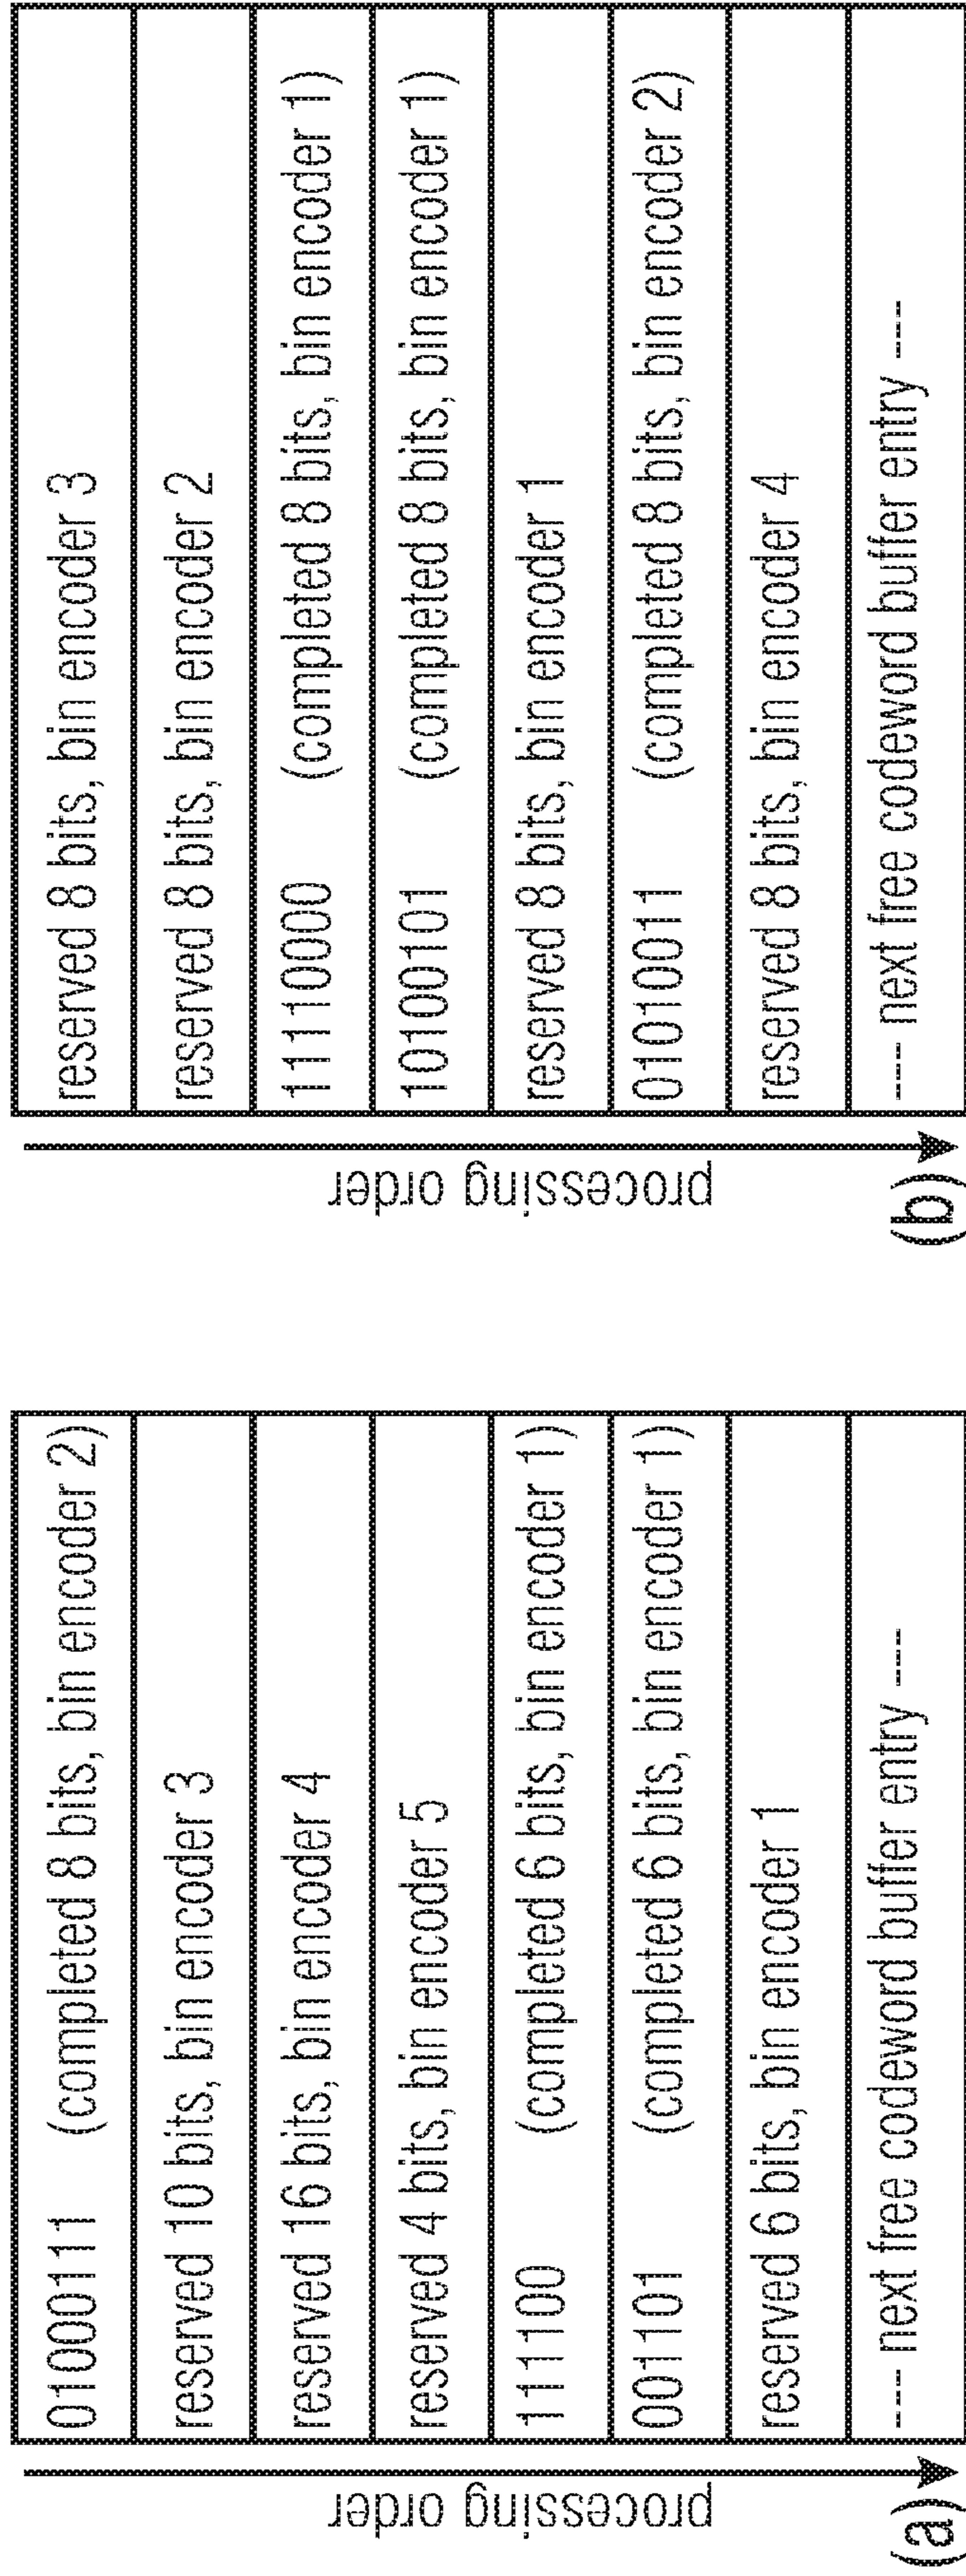 processing order
01000111 (completed 8 bits, bin encoder 2)
reserved 10 bits, bin encoder 3
reserved 16 bits, bin encoder 4
reserved 4 bits, bin encoder 5
111100 (completed 6 bits, bin encoder 1)
001101 (completed 6 bits, bin encoder 1)
reserved 6 bits, bin encoder 1
---- next free codeword buffer entry ----
(a)
processing order
reserved 8 bits, bin encoder 3
reserved 8 bits, bin encoder 2
11110000 (completed 8 bits, bin encoder 1)
10100101 (completed 8 bits, bin encoder 1)
reserved 8 bits, bin encoder 1
01010011 (completed 8 bits, bin encoder 2)
reserved 8 bits, bin encoder 4
---- next free codeword buffer entry ----
(b)